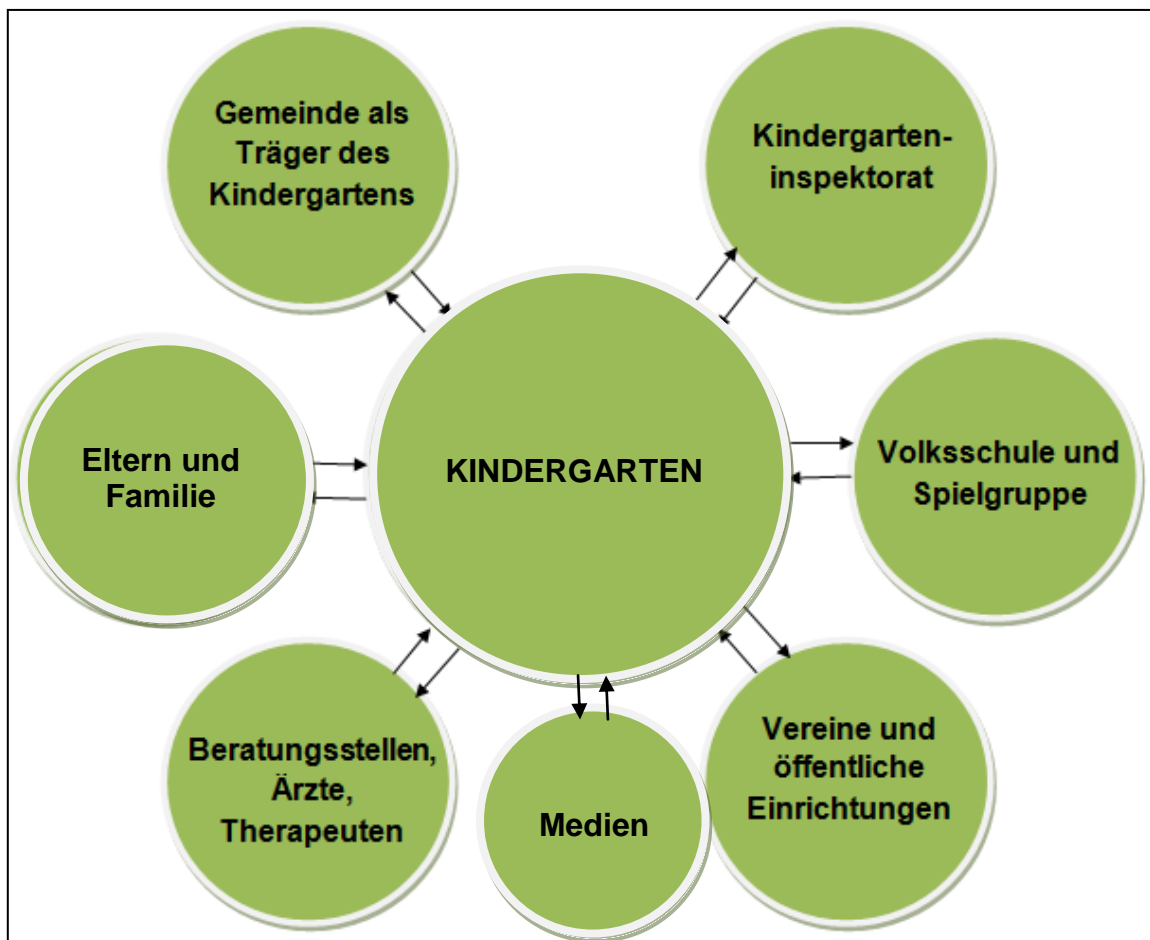 Gemeinde als
Träger des
Kindergartens
Kindergarten-
inspektorat
Eltern und
Familie
KINDERGARTEN
Volksschule und
Spielgruppe
Beratungsstellen,
Ärzte,
Therapeuten
Medien
Vereine und
öffentliche
Einrichtungen